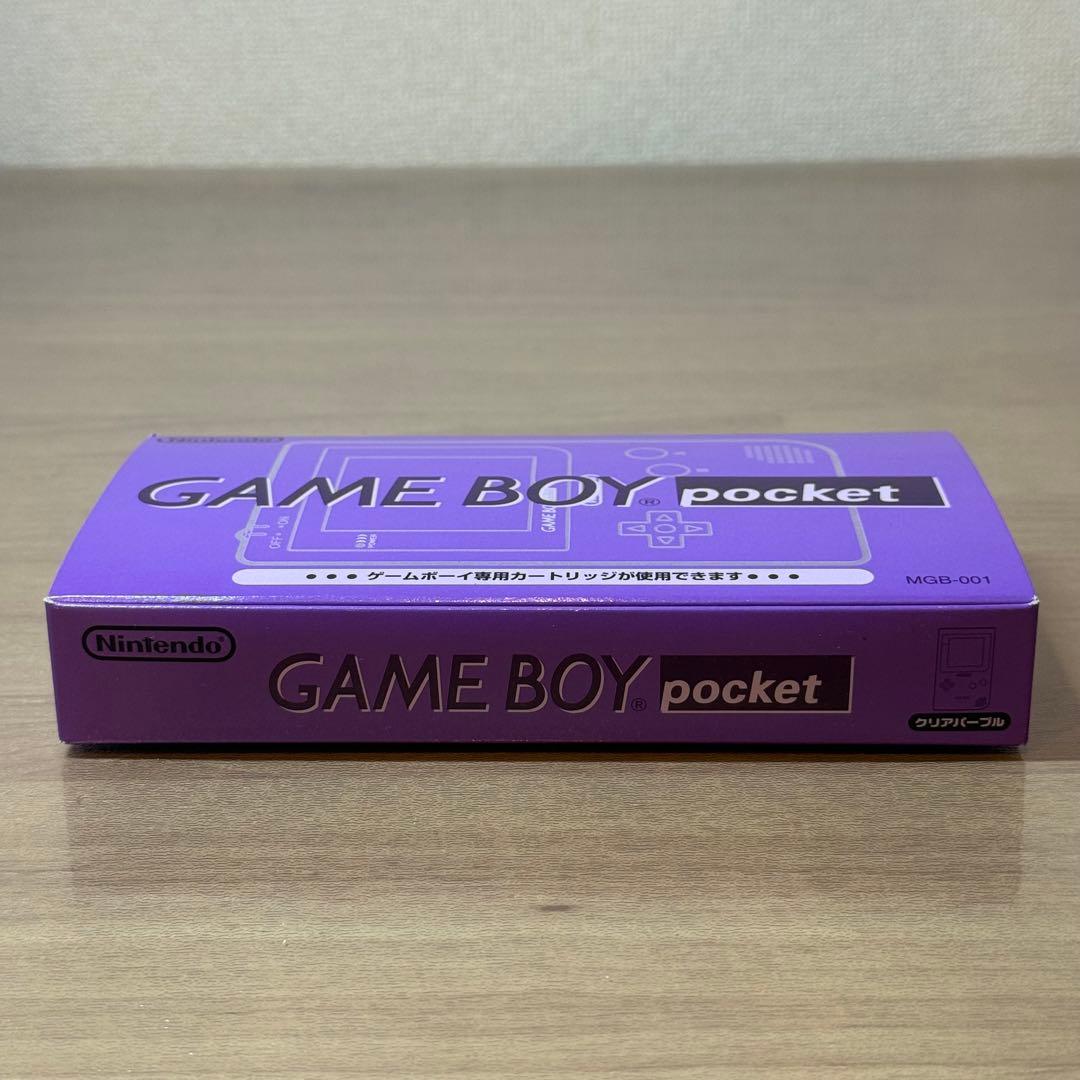 Nintendo
GAME BOY® pocket
GAME BO
OFF• •ON
POWER
B
••• ゲームボーイ専用カートリッジが使用できます •••
MGB-001
Nintendo®
GAME BOY® pocket
クリアパープル